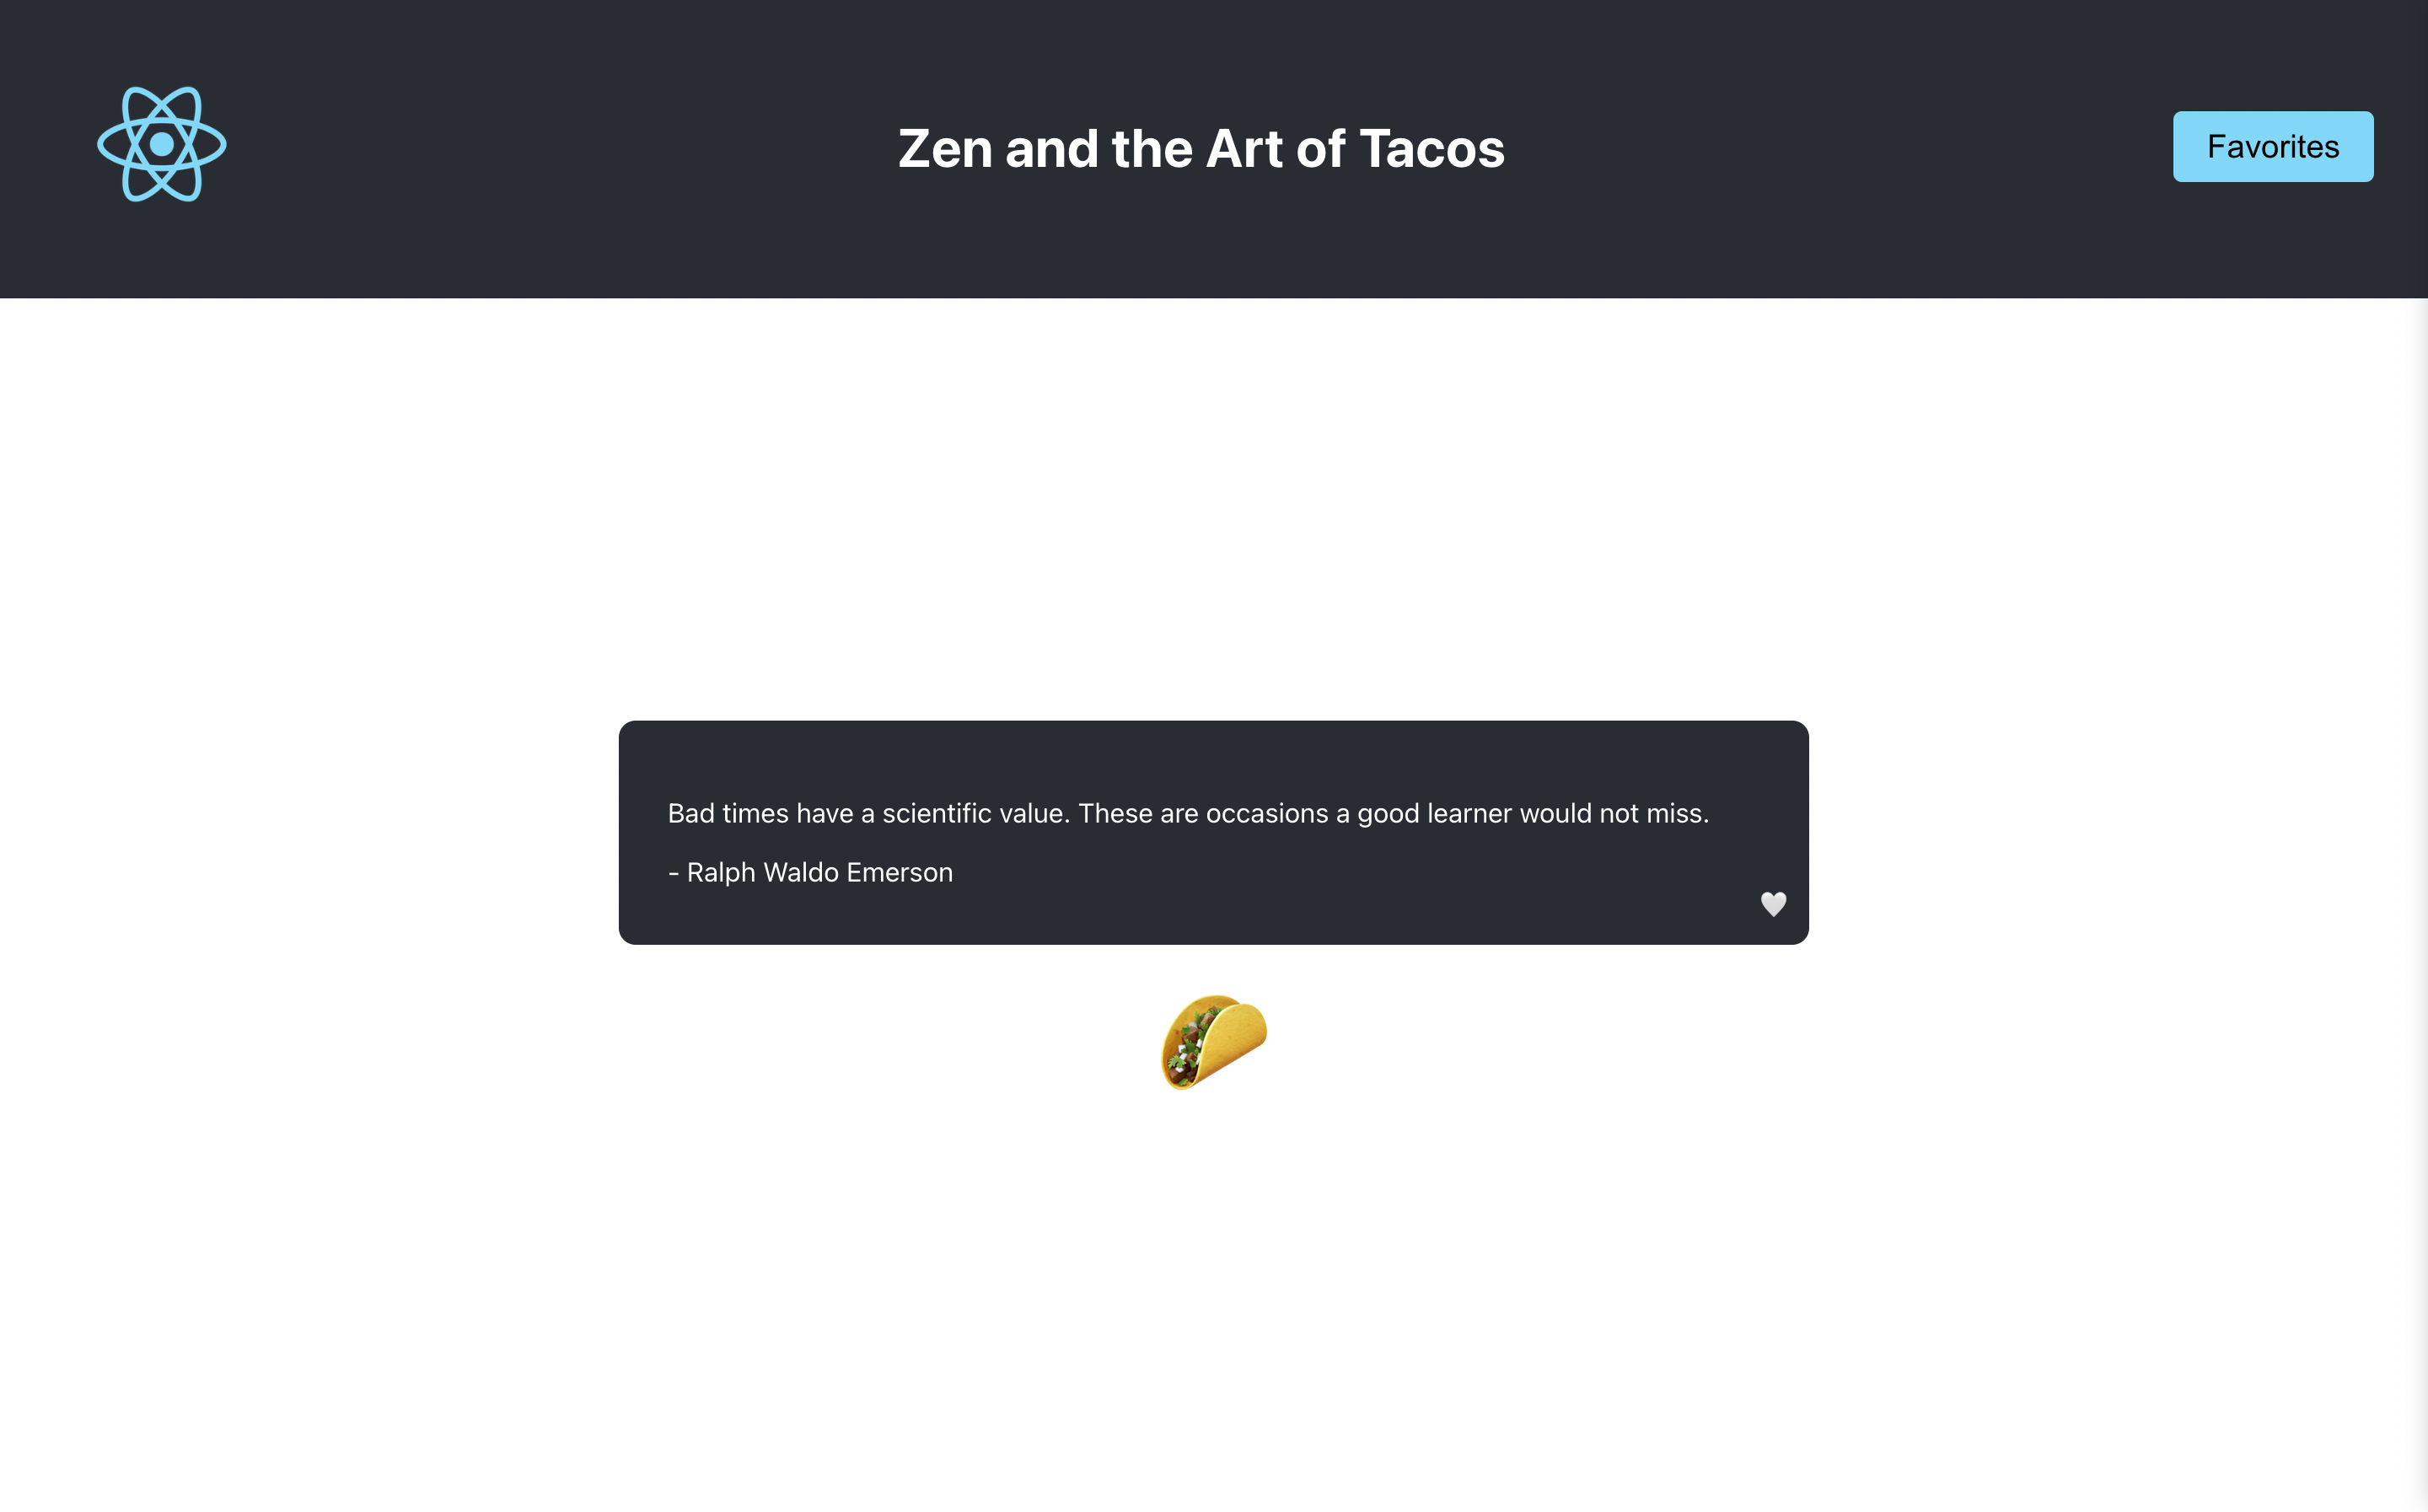 Zen and the Art of Tacos
Favorites
Bad times have a scientific value. These are occasions a good learner would not miss.
- Ralph Waldo Emerson